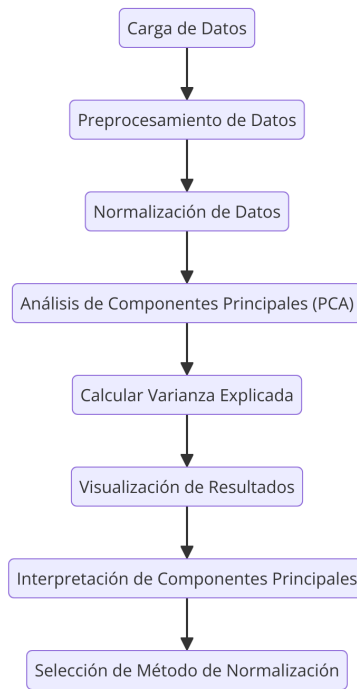 Carga de Datos
Preprocesamiento de Datos
Normalización de Datos
Análisis de Componentes Principales (PCA)
Calcular Varianza Explicada
Visualización de Resultados
Interpretación de Componentes Principales
Selección de Método de Normalización